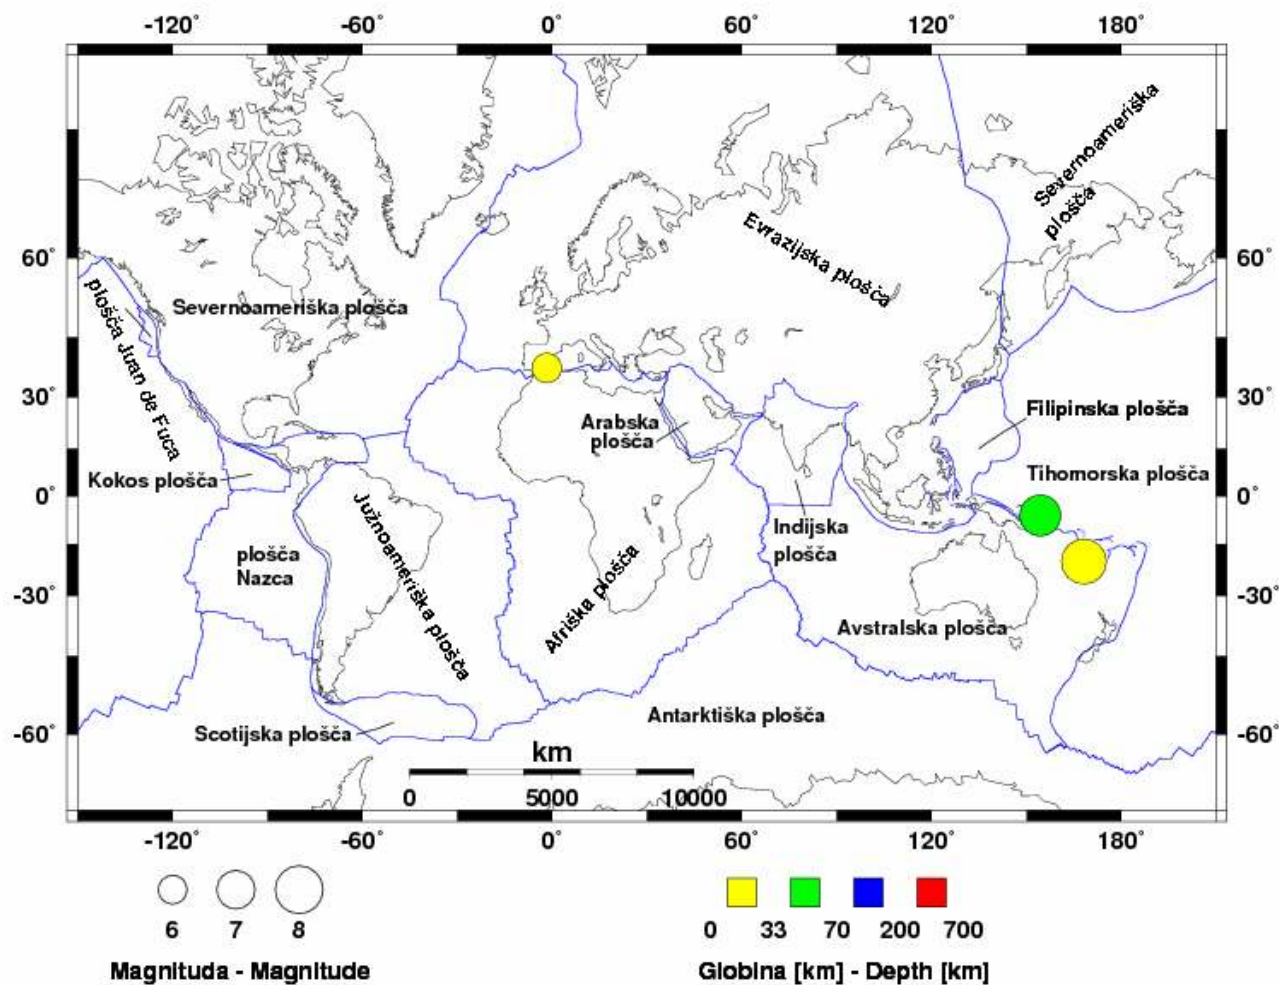 -120° -60° 0° 60° 120° 180°
60° 60°
30° 30°
0° 0°
-30° -30°
-60° -60°
Severnoameriška
plošča
Evrazijska plošča
Severnoameriška plošča
plošča Juan de Fuca
Filipinska plošča
Arabska
plošča
Tihomorska plošča
Kokos plošča
Indijska
plošča
Južnoameriška plošča
plošča
Nazca
Afriška plošča
Avstralska plošča
Antarktiška plošča
Scotijska plošča
km
0 5000 10000
-120° -60° 0° 60° 120° 180°
6 7 8
0 33 70 200 700
Magnituda - Magnitude
Globina [km] - Depth [km]